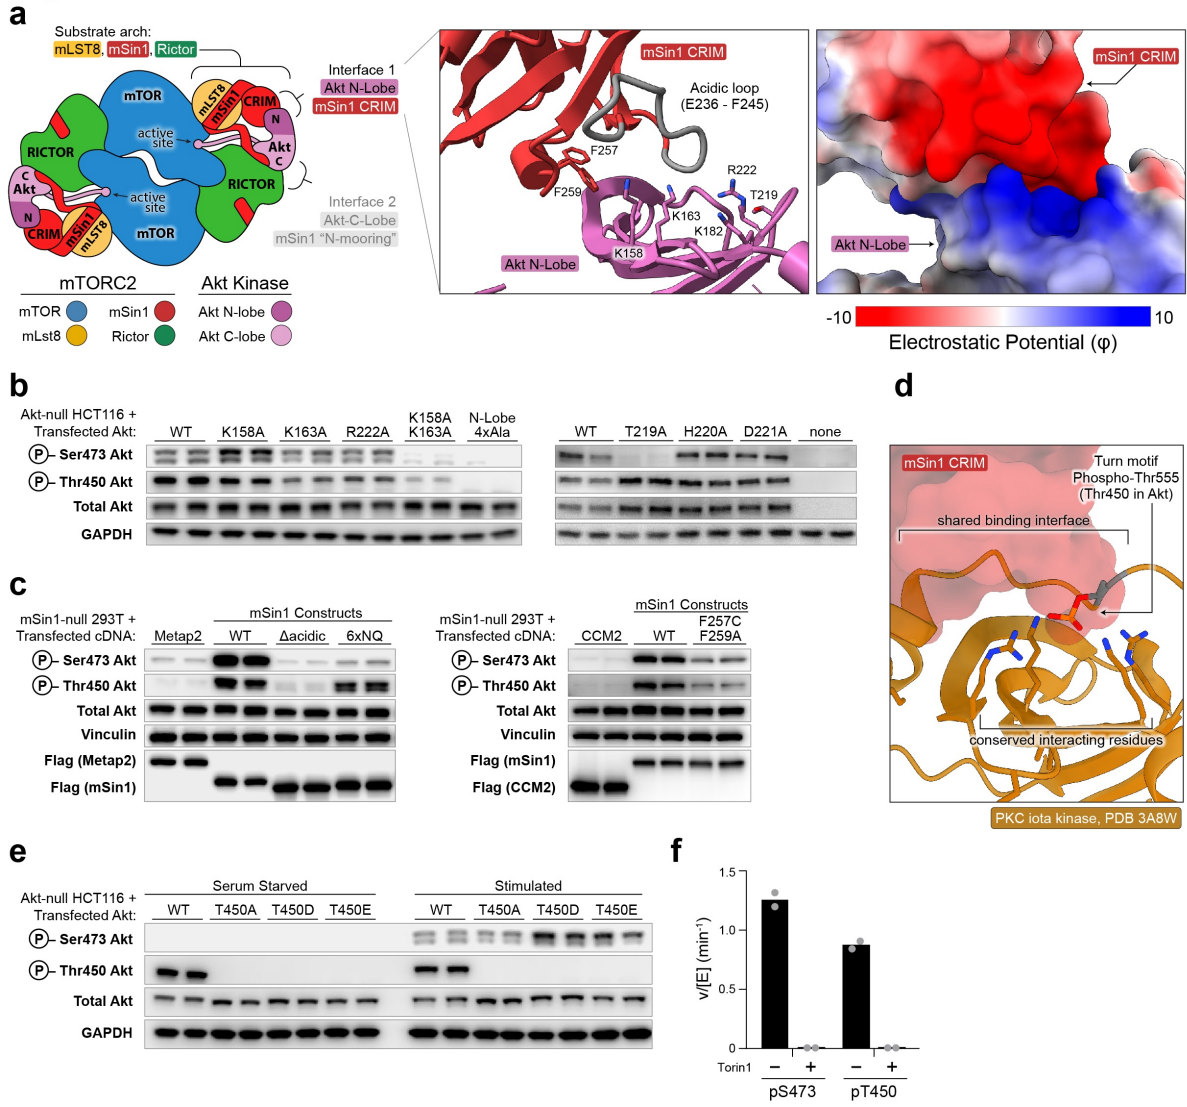 a
Substrate arch:
mLST8, mSin1, Rictor
mTOR
mLST8
mSin1
CRIM
N
Akt
C
active
site
RICTOR
RICTOR
C
Akt
N
active
site
CRIM
mSin1
mLST8
mTOR
Interface 1
Akt N-Lobe
mSin1 CRIM
Interface 2
Akt-C-Lobe
mSin1 “N-mooring”
mTORC2
Akt Kinase
mTOR
mSin1
Akt N-lobe
mLst8
Rictor
Akt C-lobe
mSin1 CRIM
Acidic loop
(E236 - F245)
F257
F259
R222
T219
K163
K182
K158
Akt N-Lobe
mSin1 CRIM
Akt N-Lobe
-10
10
Electrostatic Potential (φ)
b
Akt-null HCT116 +
Transfected Akt:
WT K158A K163A R222A K158A K163A N-Lobe 4xAla
WT T219A H220A D221A none
P Ser473 Akt
P Thr450 Akt
Total Akt
GAPDH
c
mSin1-null 293T +
Transfected cDNA:
mSin1 Constructs
Metap2 WT Δacidic 6xNQ
P Ser473 Akt
P Thr450 Akt
Total Akt
Vinculin
Flag (Metap2)
Flag (mSin1)
mSin1-null 293T +
Transfected cDNA:
mSin1 Constructs
CCM2 WT F257C F259A
P Ser473 Akt
P Thr450 Akt
Total Akt
Vinculin
Flag (mSin1)
Flag (CCM2)
d
mSin1 CRIM
Turn motif
Phospho-Thr555
(Thr450 in Akt)
shared binding interface
conserved interacting residues
PKC iota kinase, PDB 3A8W
e
Akt-null HCT116 +
Transfected Akt:
Serum Starved
Stimulated
WT T450A T450D T450E
WT T450A T450D T450E
P Ser473 Akt
P Thr450 Akt
Total Akt
GAPDH
f
v/[E] (min⁻¹)
1.5
1.0
0.5
0
Torin1 − + − +
pS473 pT450